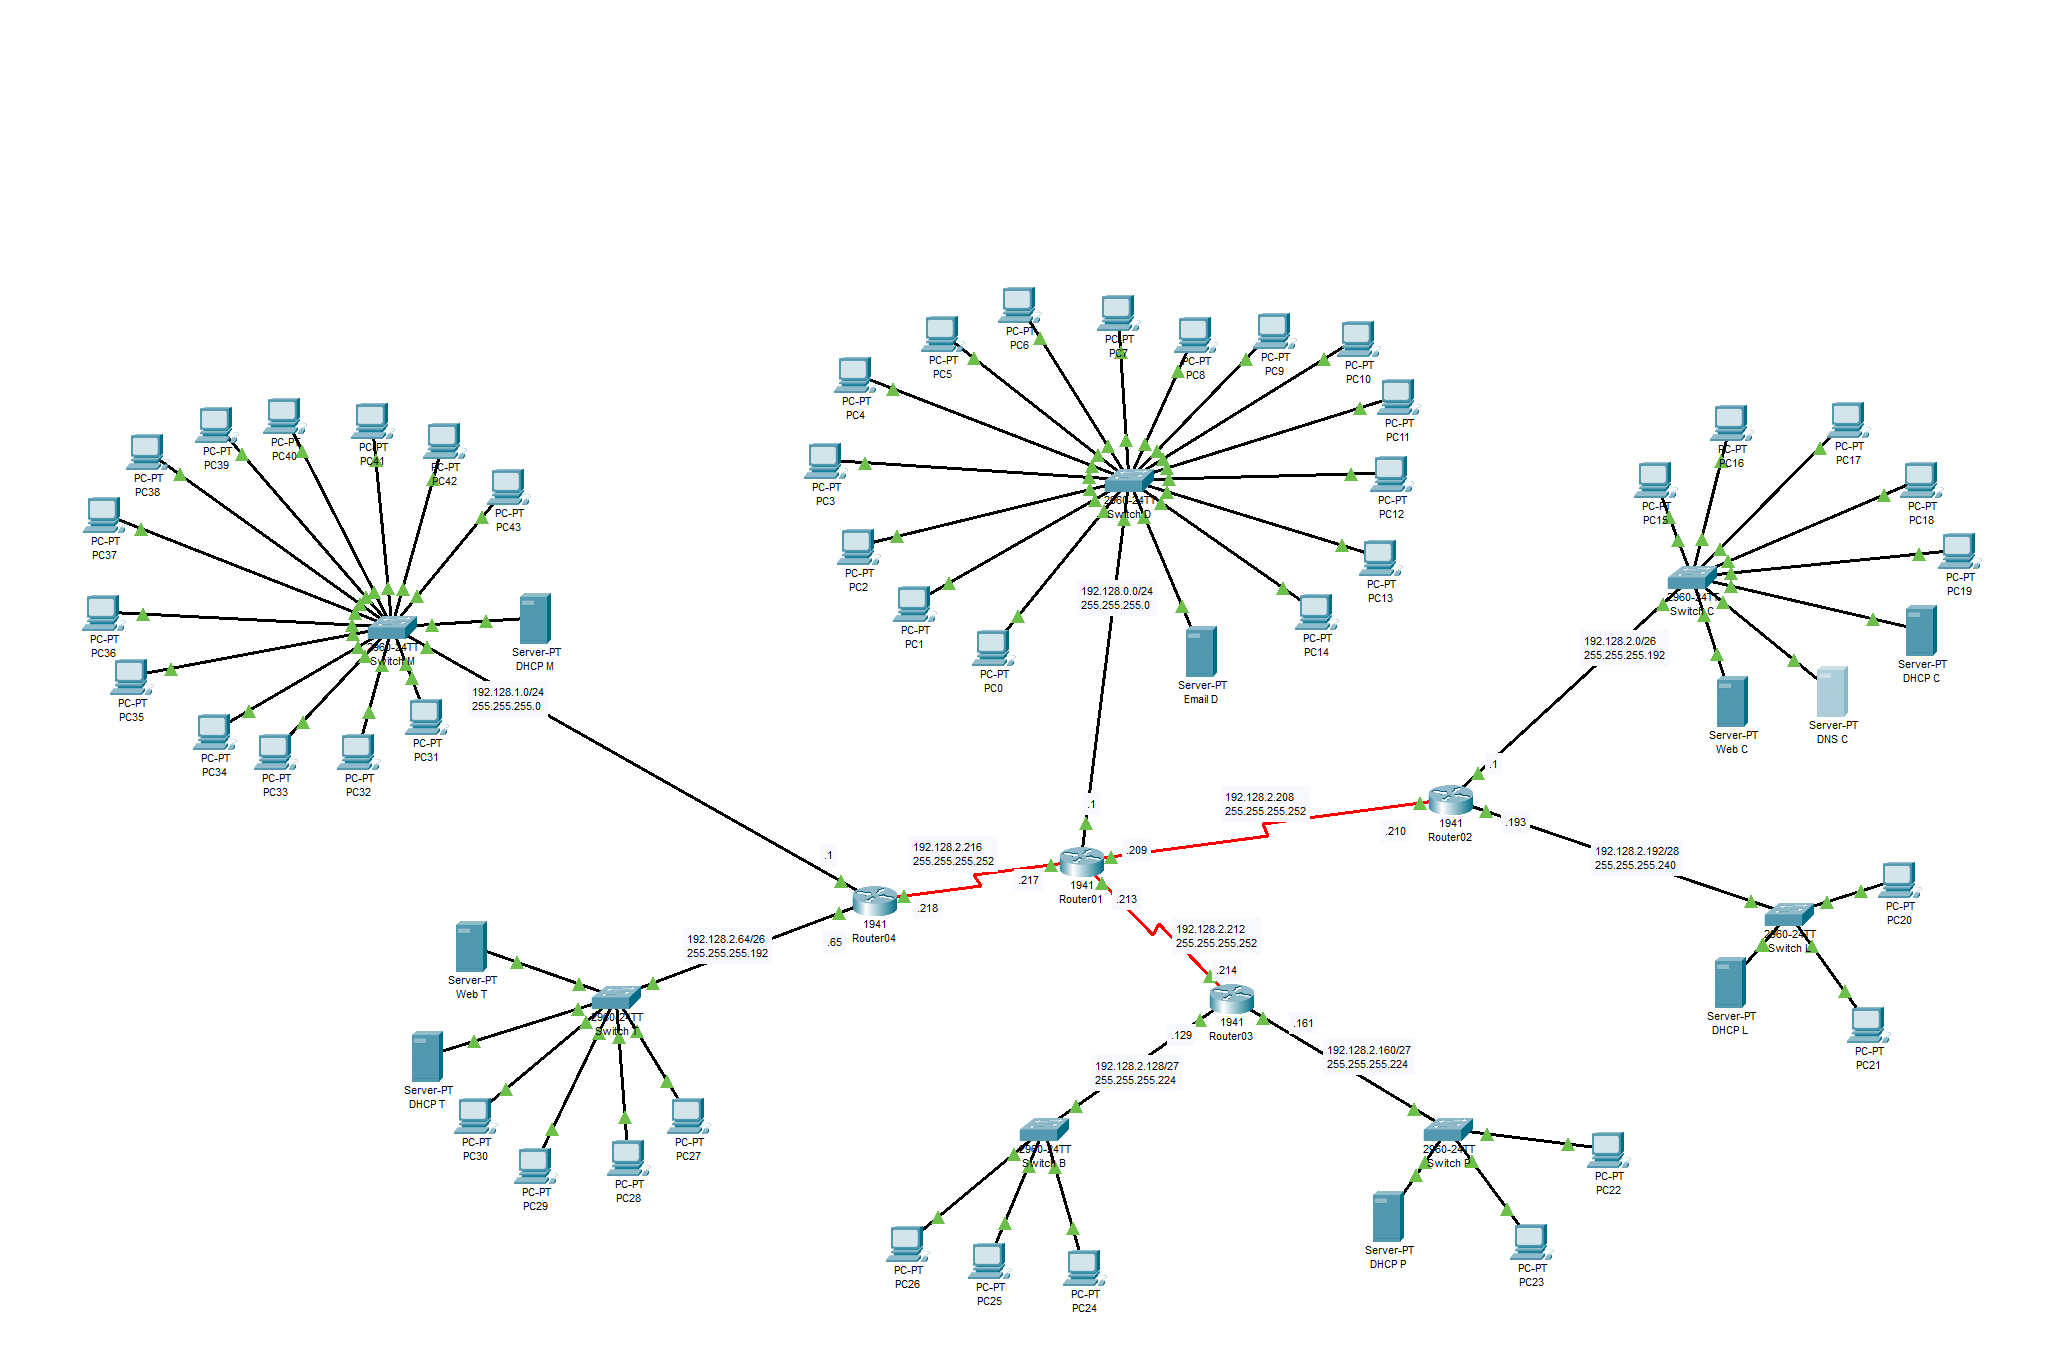 PC-PT
PC6
PC-PT
PC7
PC-PT
PC8
PC-PT
PC9
PC-PT
PC10
PC-PT
PC5
PC-PT
PC4
PC-PT
PC11
PC-PT
PC3
PC-PT
PC12
PC-PT
PC2
PC-PT
PC13
PC-PT
PC1
PC-PT
PC0
PC-PT
PC14
2960-24TT
Switch D
Server-PT
Email D
192.128.0.0/24
255.255.255.0
PC-PT
PC39
PC-PT
PC40
PC-PT
PC41
PC-PT
PC42
PC-PT
PC38
PC-PT
PC43
PC-PT
PC37
PC-PT
PC36
PC-PT
PC35
PC-PT
PC34
PC-PT
PC33
PC-PT
PC32
PC-PT
PC31
2960-24TT
Switch M
Server-PT
DHCP M
192.128.1.0/24
255.255.255.0
PC-PT
PC16
PC-PT
PC17
PC-PT
PC15
PC-PT
PC18
PC-PT
PC19
2960-24TT
Switch C
Server-PT
DHCP C
Server-PT
DNS C
Server-PT
Web C
192.128.2.0/26
255.255.255.192
.1
1941
Router02
.210
.193
192.128.2.208
255.255.255.252
.209
.1
1941
Router01
.217
.213
192.128.2.216
255.255.255.252
.218
.1
.65
1941
Router04
192.128.2.64/26
255.255.255.192
Server-PT
Web T
2960-24TT
Switch T
Server-PT
DHCP T
PC-PT
PC30
PC-PT
PC29
PC-PT
PC28
PC-PT
PC27
192.128.2.212
255.255.255.252
.214
1941
Router03
.129
.161
192.128.2.128/27
255.255.255.224
2960-24TT
Switch B
PC-PT
PC26
PC-PT
PC25
PC-PT
PC24
192.128.2.160/27
255.255.255.224
2960-24TT
Switch P
PC-PT
PC22
Server-PT
DHCP P
PC-PT
PC23
192.128.2.192/28
255.255.255.240
2960-24TT
Switch L
PC-PT
PC20
Server-PT
DHCP L
PC-PT
PC21